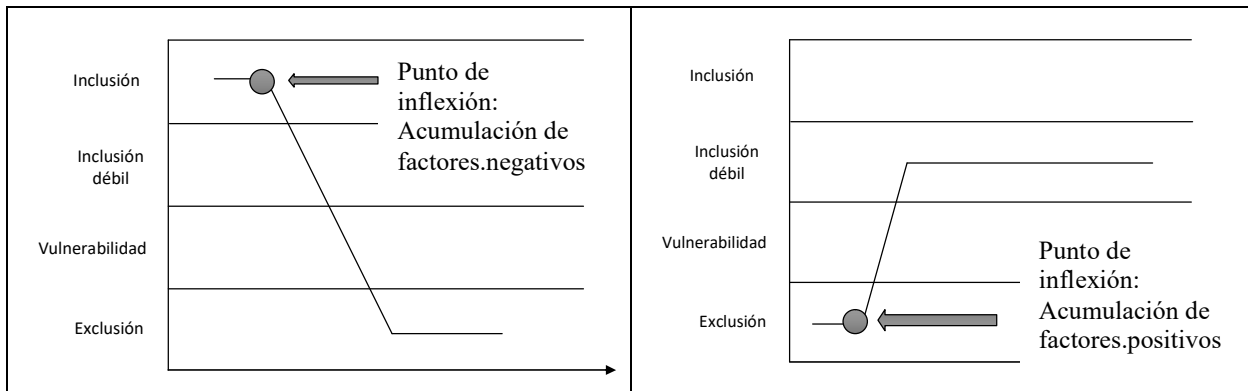 Inclusión
Inclusión
débil
Vulnerabilidad
Exclusión
Punto de
inflexión:
Acumulación de
factores.negativos
Inclusión
Inclusión
débil
Vulnerabilidad
Exclusión
Punto de
inflexión:
Acumulación de
factores.positivos